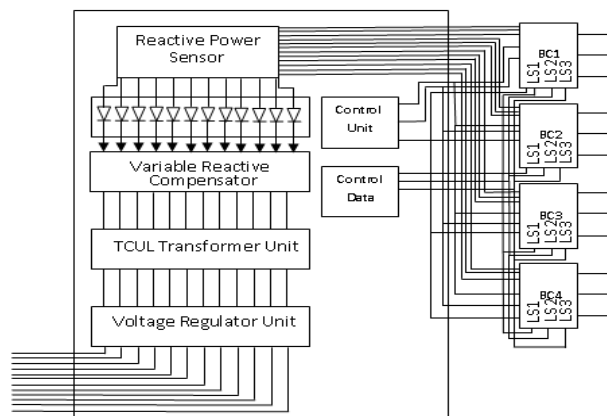 Reactive Power
Sensor
Variable Reactive
Compensator
TCUL Transformer Unit
Voltage Regulator Unit
Control
Unit
Control
Data
BC1
LS1
LS2
LS3
BC2
LS1
LS2
LS3
BC3
LS1
LS2
LS3
BC4
LS1
LS2
LS3